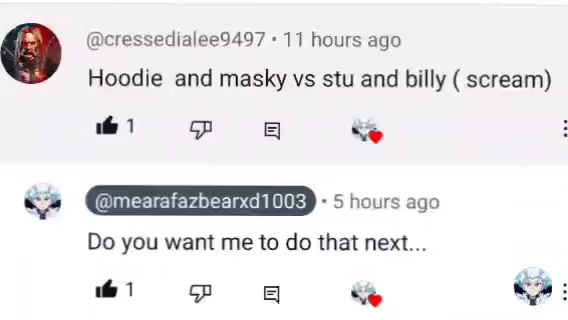 @cressedialee9497 • 11 hours ago
Hoodie and masky vs stu and billy ( scream)
1
@mearafazbearxd1003 • 5 hours ago
Do you want me to do that next...
1